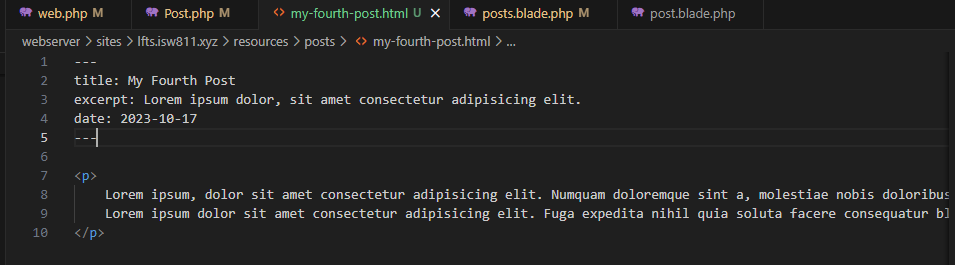 web.php M Post.php M my-fourth-post.html U × posts.blade.php M post.blade.php
webserver > sites > lfts.isw811.xyz > resources > posts > <> my-fourth-post.html > ...
1 ---
2 title: My Fourth Post
3 excerpt: Lorem ipsum dolor, sit amet consectetur adipisicing elit.
4 date: 2023-10-17
5 ---
6
7 <p>
8 Lorem ipsum, dolor sit amet consectetur adipisicing elit. Numquam doloremque sint a, molestiae nobis doloribus
9 Lorem ipsum dolor sit amet consectetur adipisicing elit. Fuga expedita nihil quia soluta facere consequatur bl
10 </p>